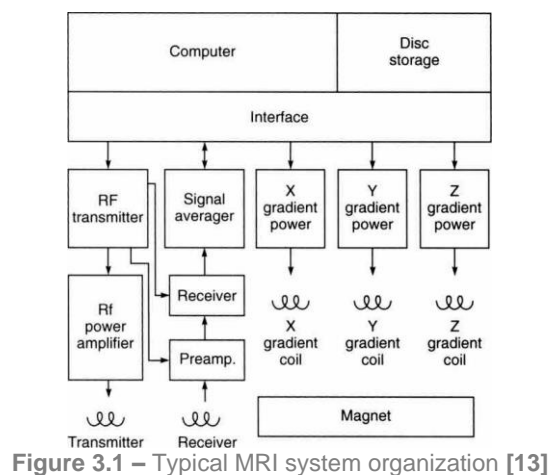 Computer
Disc
storage
Interface
RF
transmitter
Signal
averager
X
gradient
power
Y
gradient
power
Z
gradient
power
Receiver
Rf
power
amplifier
Preamp.
X
gradient
coil
Y
gradient
coil
Z
gradient
coil
Magnet
Transmitter
Receiver
Figure 3.1 – Typical MRI system organization [13]